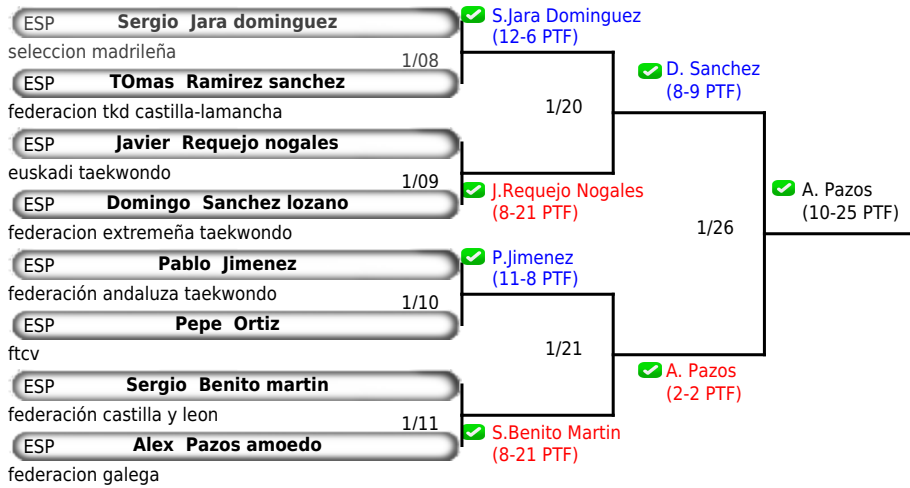 ESP Sergio Jara dominguez
seleccion madrileña
1/08
ESP TOmas Ramirez sanchez
federacion tkd castilla-lamancha
ESP Javier Requejo nogales
euskadi taekwondo
1/09
ESP Domingo Sanchez lozano
federacion extremeña taekwondo
ESP Pablo Jimenez
federación andaluza taekwondo
1/10
ESP Pepe Ortiz
ftcv
ESP Sergio Benito martin
federación castilla y leon
1/11
ESP Alex Pazos amoedo
federacion galega
S.Jara Dominguez
(12-6 PTF)
1/20
J.Requejo Nogales
(8-21 PTF)
P.Jimenez
(11-8 PTF)
1/21
S.Benito Martin
(8-21 PTF)
D. Sanchez
(8-9 PTF)
1/26
A. Pazos
(2-2 PTF)
A. Pazos
(10-25 PTF)